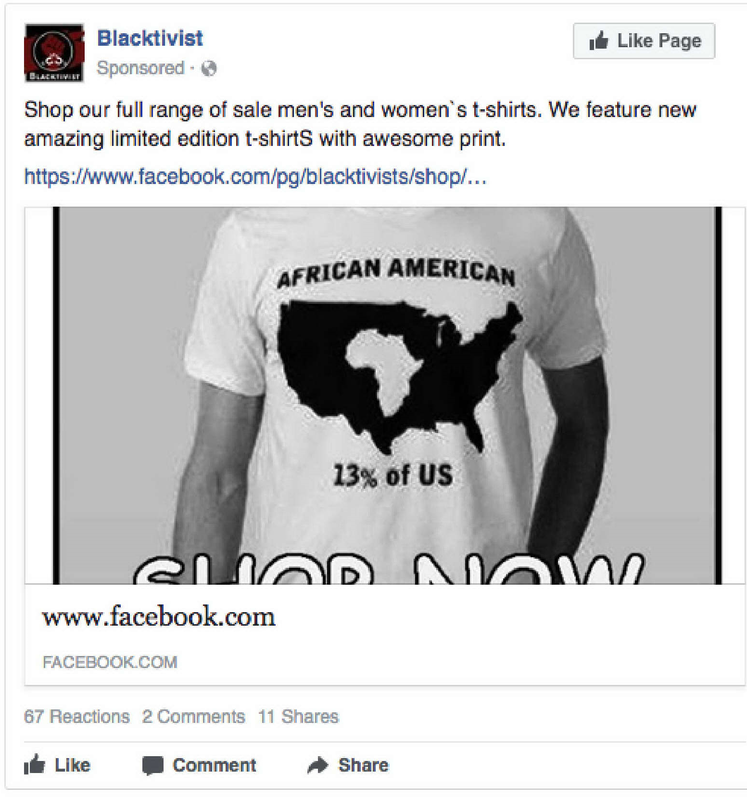 Blacktivist
Like Page
BLACKTIVIST
Sponsored ·
Shop our full range of sale men's and women`s t-shirts. We feature new
amazing limited edition t-shirtS with awesome print.
https://www.facebook.com/pg/blacktivists/shop/...
AFRICAN AMERICAN
13% of US
SHOP NOW
www.facebook.com
FACEBOOK.COM
67 Reactions 2 Comments 11 Shares
Like Comment Share